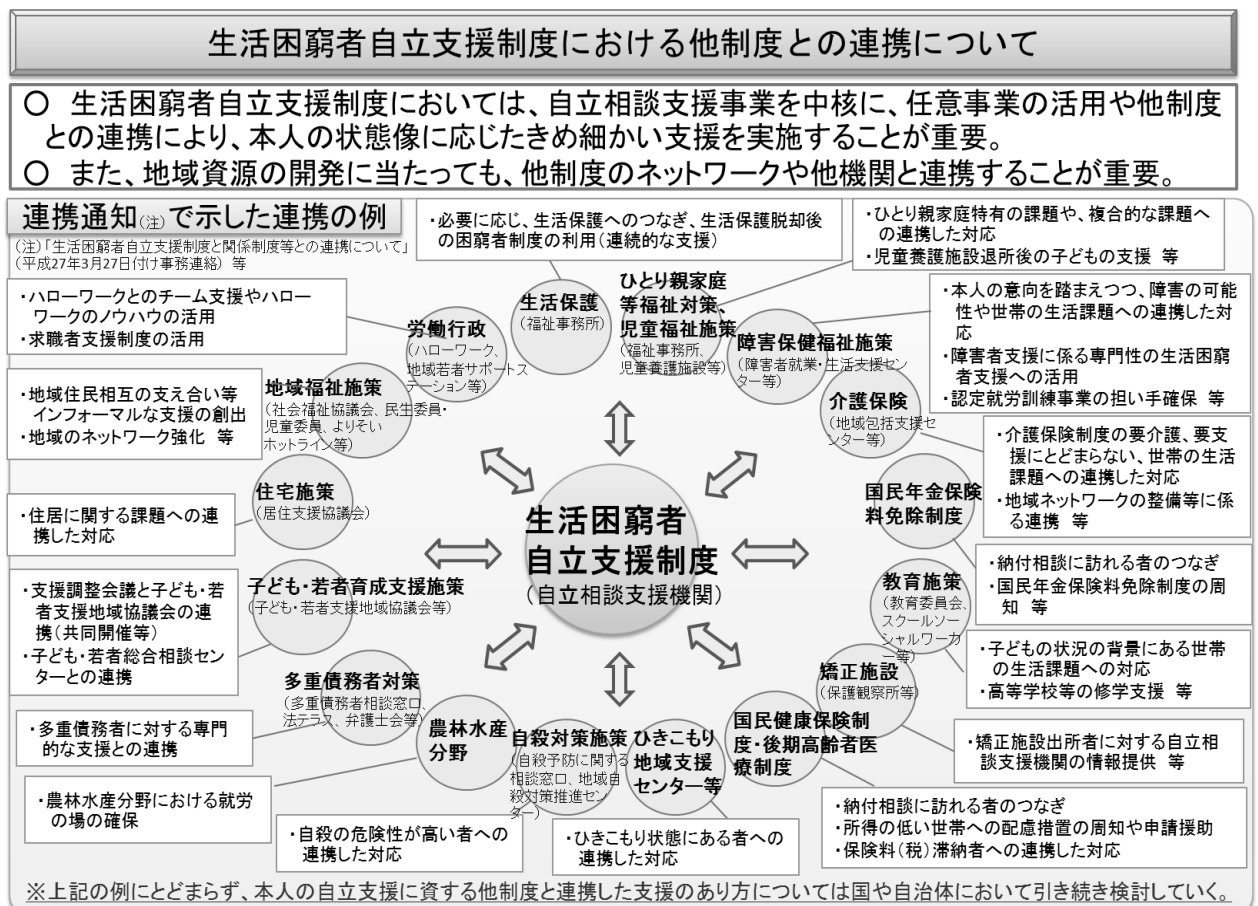 生活困窮者自立支援制度における他制度との連携について
○　生活困窮者自立支援制度においては、自立相談支援事業を中核に、任意事業の活用や他制度
との連携により、本人の状態像に応じたきめ細かい支援を実施することが重要。
○　また、地域資源の開発に当たっても、他制度のネットワークや他機関と連携することが重要。
連携通知(注)で示した連携の例
(注)「生活困窮者自立支援制度と関係制度等との連携について」
(平成27年3月27日付け事務連絡) 等
・必要に応じ、生活保護へのつなぎ、生活保護脱却後
の困窮者制度の利用(連続的な支援)
・ひとり親家庭特有の課題や、複合的な課題へ
の連携した対応
・児童養護施設退所後の子どもの支援 等
・ハローワークとのチーム支援やハロー
ワークのノウハウの活用
・求職者支援制度の活用
労働行政
(ハローワーク、
地域若者サポートス
テーション等)
生活保護
(福祉事務所)
ひとり親家庭
等福祉対策、
児童福祉施策
(福祉事務所、
児童養護施設等)
障害保健福祉施策
(障害者就業・生活支援セン
ター等)
・本人の意向を踏まえつつ、障害の可能
性や世帯の生活課題への連携した対
応
・障害者支援に係る専門性の生活困窮
者支援への活用
・認定就労訓練事業の担い手確保 等
・地域住民相互の支え合い等
インフォーマルな支援の創出
・地域のネットワーク強化 等
地域福祉施策
(社会福祉協議会、民生委員・
児童委員、よりそい
ホットライン等)
介護保険
(地域包括支援セ
ンター等)
・介護保険制度の要介護、要支
援にとどまらない、世帯の生活
課題への連携した対応
・地域ネットワークの整備等に係
る連携 等
・住居に関する課題への連
携した対応
住宅施策
(居住支援協議会)
生活困窮者
自立支援制度
(自立相談支援機関)
国民年金保険
料免除制度
・納付相談に訪れる者のつなぎ
・国民年金保険料免除制度の周
知 等
・支援調整会議と子ども・若
者支援地域協議会の連
携(共同開催等)
・子ども・若者総合相談セン
ターとの連携
子ども・若者育成支援施策
(子ども・若者支援地域協議会等)
教育施策
(教育委員会、
スクールソー
シャルワーカ
ー等)
・子どもの状況の背景にある世帯
の生活課題への対応
・高等学校等の修学支援 等
・多重債務者に対する専門
的な支援との連携
多重債務者対策
(多重債務者相談窓口、
法テラス、弁護士会等)
矯正施設
(保護観察所等)
・矯正施設出所者に対する自立相
談支援機関の情報提供 等
・農林水産分野における就労
の場の確保
農林水産
分野
自殺対策施策
(自殺予防に関する
相談窓口、地域自
殺対策推進セン
ター)
ひきこもり
地域支援
センター等
国民健康保険制
度・後期高齢者医
療制度
・自殺の危険性が高い者への
連携した対応
・ひきこもり状態にある者への
連携した対応
・納付相談に訪れる者のつなぎ
・所得の低い世帯への配慮措置の周知や申請援助
・保険料(税)滞納者への連携した対応
※上記の例にとどまらず、本人の自立支援に資する他制度と連携した支援のあり方については国や自治体において引き続き検討していく。